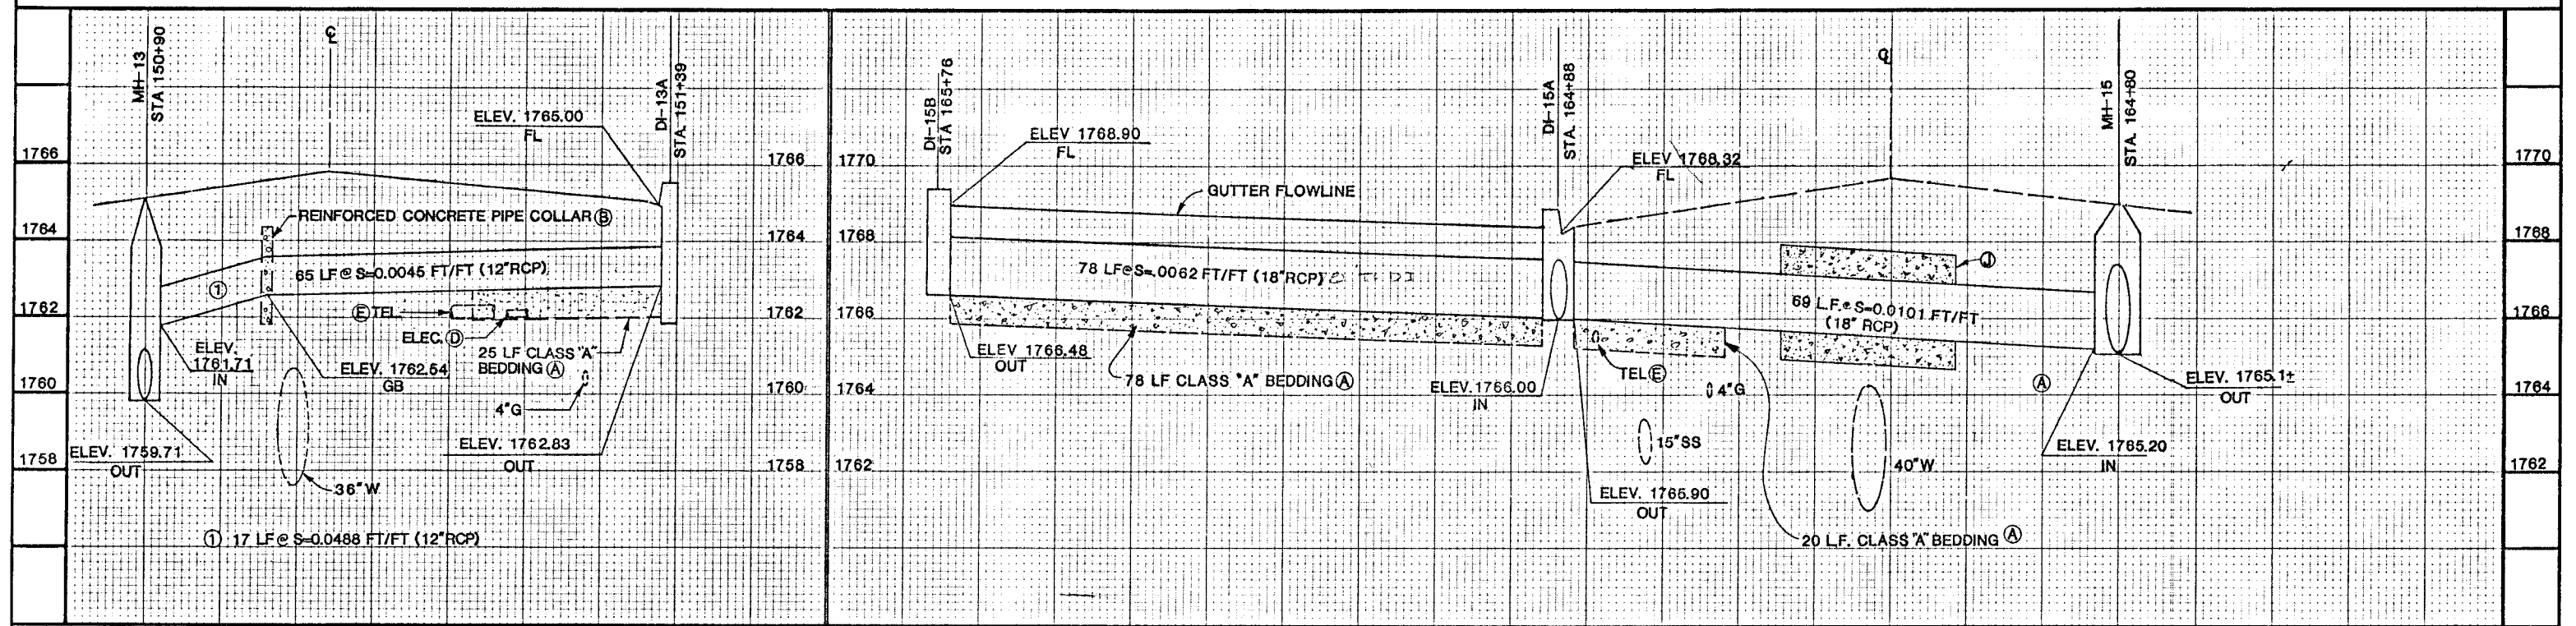 MH-13
STA 150+90
℄
DI-13A
STA. 151+39
ELEV. 1765.00
FL
1766
1764
1762
1760
1758
REINFORCED CONCRETE PIPE COLLAR Ⓑ
65 LF @ S=0.0045 FT/FT (12"RCP)
①
Ⓔ TEL
ELEC. Ⓓ
25 LF CLASS "A"
BEDDING Ⓐ
ELEV.
1761.71
IN
ELEV. 1762.54
GB
4"G
ELEV. 1759.71
OUT
ELEV. 1762.83
OUT
36"W
① 17 LF @ S=0.0488 FT/FT (12"RCP)
1766
1764
1762
1760
1758
1770
1768
1766
1764
1762
DI-15B
STA 165+76
ELEV 1768.90
FL
GUTTER FLOWLINE
DI-15A
STA. 164+88
ELEV 1768.32
FL
℄
MH-15
STA. 164+80
78 LF@S=.0062 FT/FT (18"RCP)
Ⓙ
69 L.F.@S=0.0101 FT/FT
(18" RCP)
ELEV 1766.48
OUT
78 LF CLASS "A" BEDDING Ⓐ
ELEV. 1766.00
IN
TEL Ⓔ
4"G
15"SS
40"W
Ⓐ
ELEV. 1765.1±
OUT
ELEV. 1765.20
IN
ELEV. 1765.90
OUT
20 L.F. CLASS "A" BEDDING Ⓐ
1770
1768
1766
1764
1762